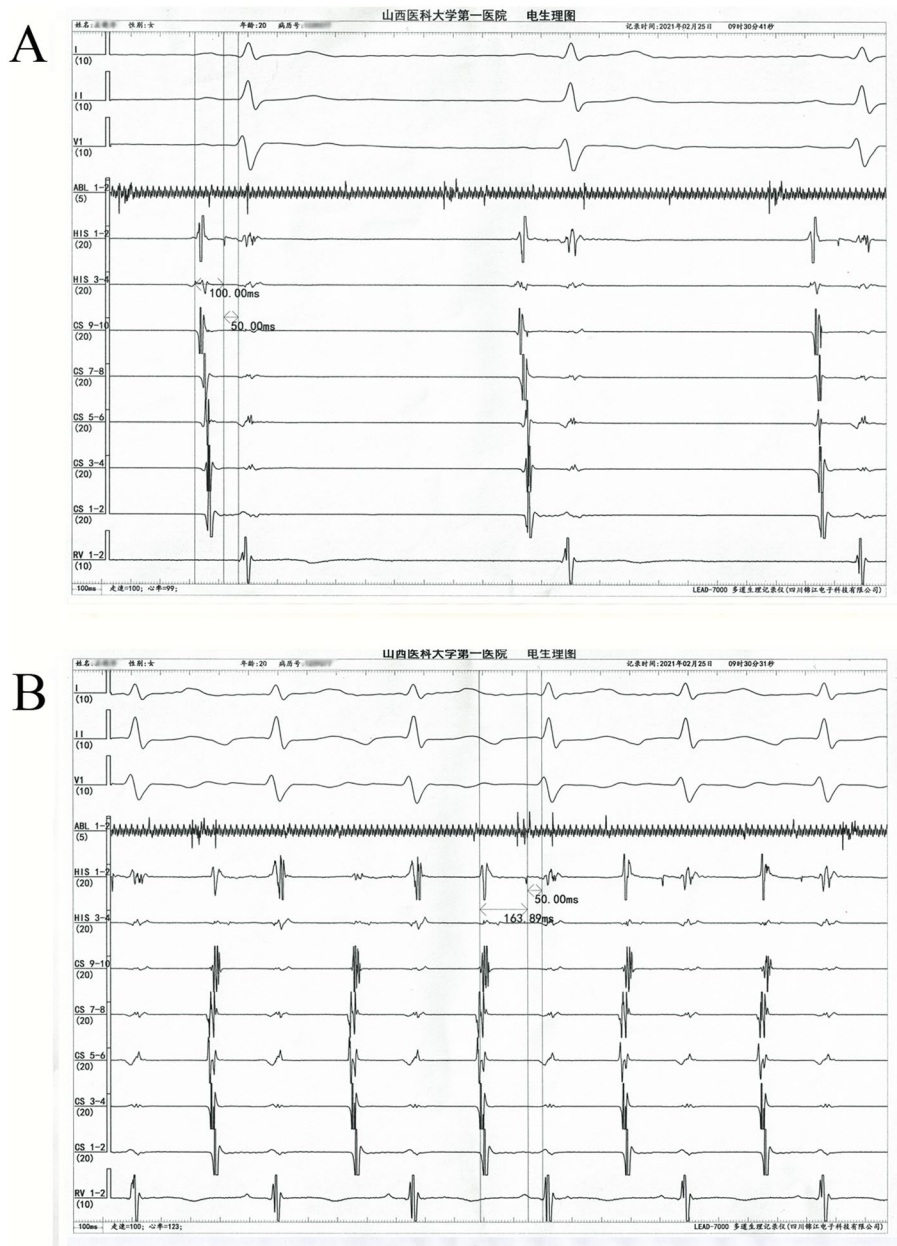 A
山西医科大学第一医院 电生理图
姓名: 性别:女 年龄:20 病历号: 记录时间:2021年02月25日 09时30分41秒
I
(10)
II
(10)
V1
(10)
ABL 1-2
(5)
HIS 1-2
(20)
HIS 3-4
(20)
100.00ms
CS 9-10
(20)
50.00ms
CS 7-8
(20)
CS 5-6
(20)
CS 3-4
(20)
CS 1-2
(20)
RV 1-2
(10)
100ms 走速=100; 心率=99; LEAD-7000 多道生理记录仪(四川锦江电子科技有限公司)
B
山西医科大学第一医院 电生理图
姓名: 性别:女 年龄:20 病历号: 记录时间:2021年02月25日 09时30分31秒
I
(10)
II
(10)
V1
(10)
ABL 1-2
(5)
HIS 1-2
(20)
50.00ms
HIS 3-4
(20)
163.89ms
CS 9-10
(20)
CS 7-8
(20)
CS 5-6
(20)
CS 3-4
(20)
CS 1-2
(20)
RV 1-2
(10)
100ms 走速=100; 心率=123; LEAD-7000 多道生理记录仪(四川锦江电子科技有限公司)